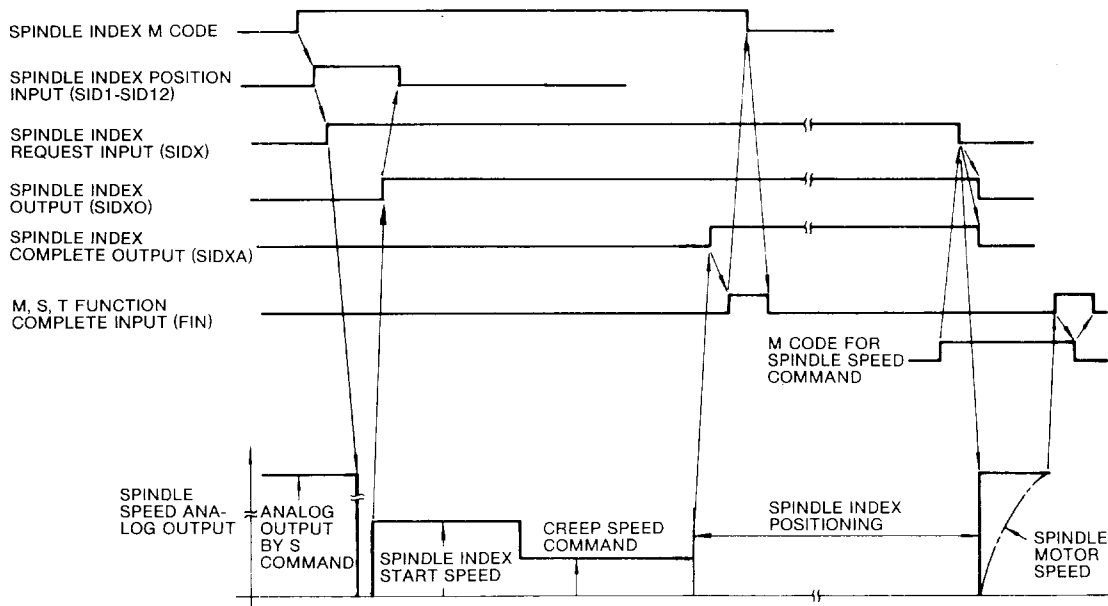 SPINDLE INDEX M CODE
SPINDLE INDEX POSITION
INPUT (SID1-SID12)
SPINDLE INDEX
REQUEST INPUT (SIDX)
SPINDLE INDEX
OUTPUT (SIDXO)
SPINDLE INDEX
COMPLETE OUTPUT (SIDXA)
M, S, T FUNCTION
COMPLETE INPUT (FIN)
M CODE FOR
SPINDLE SPEED
COMMAND
SPINDLE
SPEED ANA-
LOG OUTPUT
ANALOG
OUTPUT
BY S
COMMAND
SPINDLE INDEX
START SPEED
CREEP SPEED
COMMAND
SPINDLE INDEX
POSITIONING
SPINDLE
MOTOR
SPEED